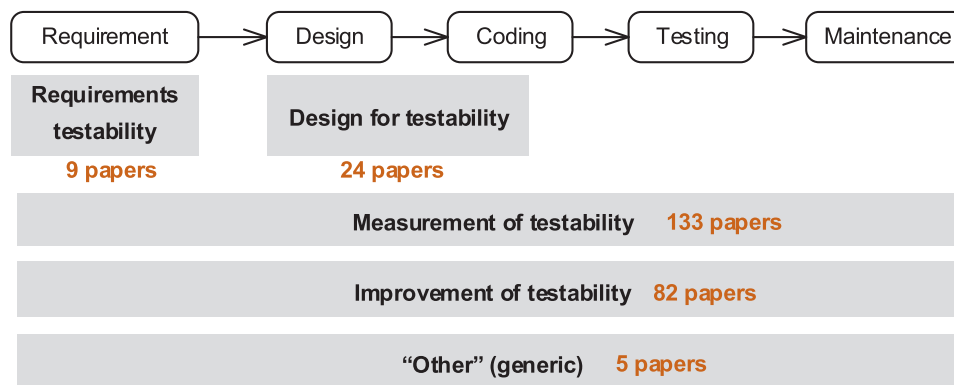 Requirement Design Coding Testing Maintenance
Requirements
testability
Design for testability
9 papers
24 papers
Measurement of testability 133 papers
Improvement of testability 82 papers
“Other” (generic) 5 papers